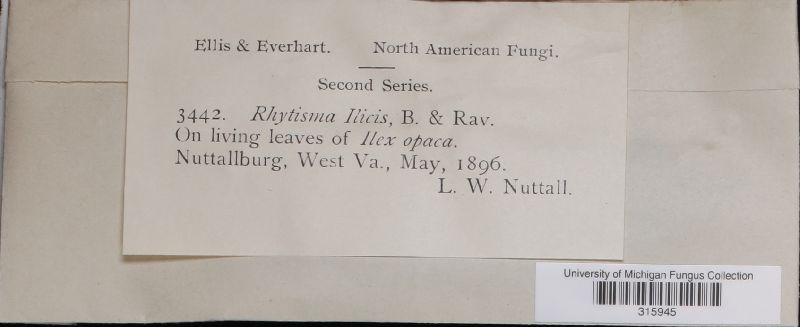 Ellis & Everhart. North American Fungi.
Second Series.
3442. Rhytisma Ilicis, B. & Rav.
On living leaves of Ilex opaca.
Nuttallburg, West Va., May, 1896.
L. W. Nuttall.
University of Michigan Fungus Collection
315945